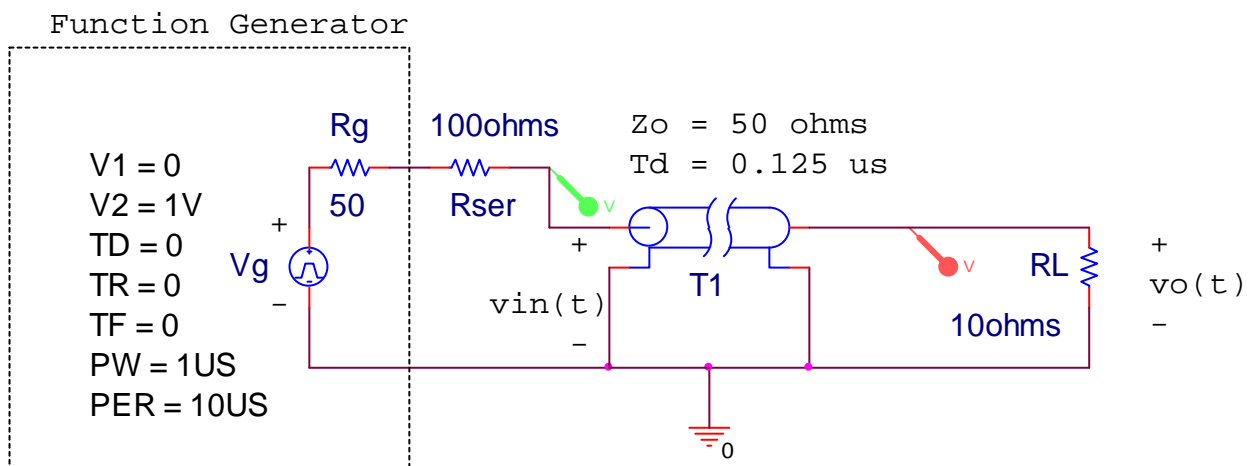 Function Generator
Rg
100ohms
Zo = 50 ohms
Td = 0.125 us
V1 = 0
V2 = 1V
TD = 0
TR = 0
TF = 0
PW = 1US
PER = 10US
50
Rser
V
+
Vg
-
+
vin(t)
-
T1
V
RL
10ohms
+
vo(t)
-
0